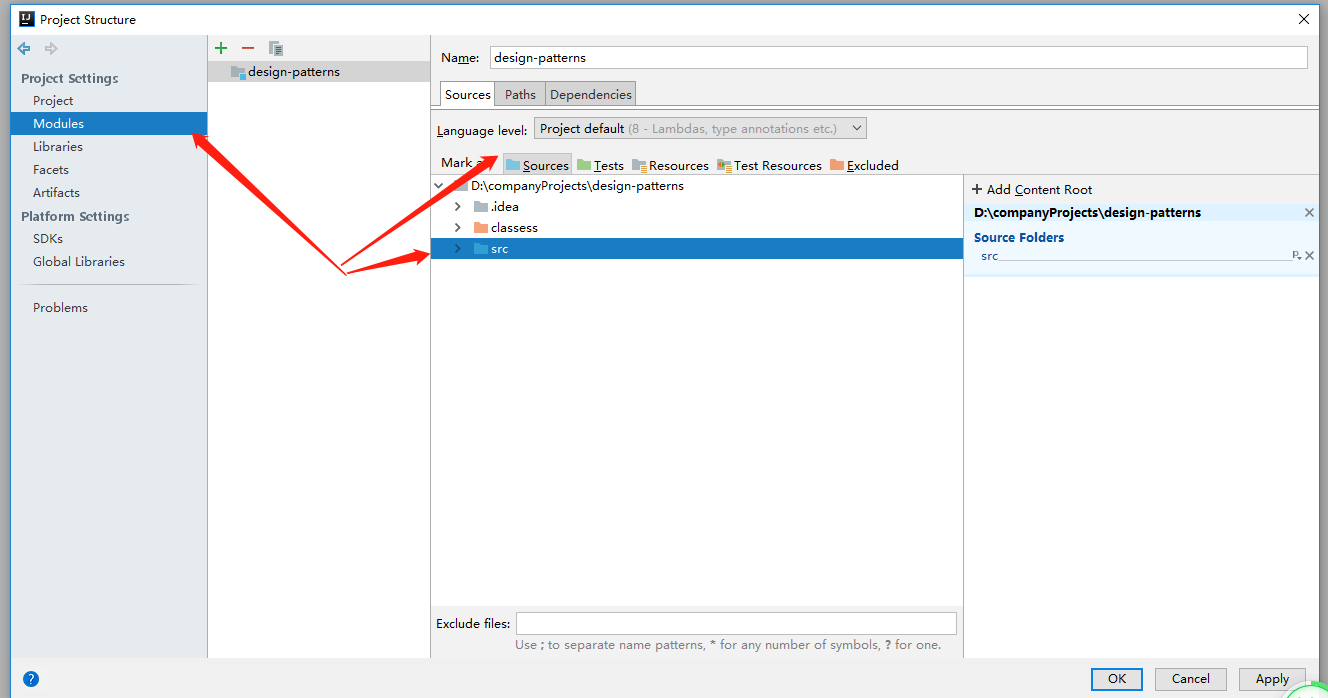 Project Structure
Project Settings
Project
Modules
Libraries
Facets
Artifacts
Platform Settings
SDKs
Global Libraries
Problems
design-patterns
Name: design-patterns
Sources Paths Dependencies
Language level: Project default (8 - Lambdas, type annotations etc.)
Mark Sources Tests Resources Test Resources Excluded
D:\companyProjects\design-patterns
.idea
classess
src
+ Add Content Root
D:\companyProjects\design-patterns
Source Folders
src
Exclude files:
Use ; to separate name patterns, * for any number of symbols, ? for one.
OK Cancel Apply